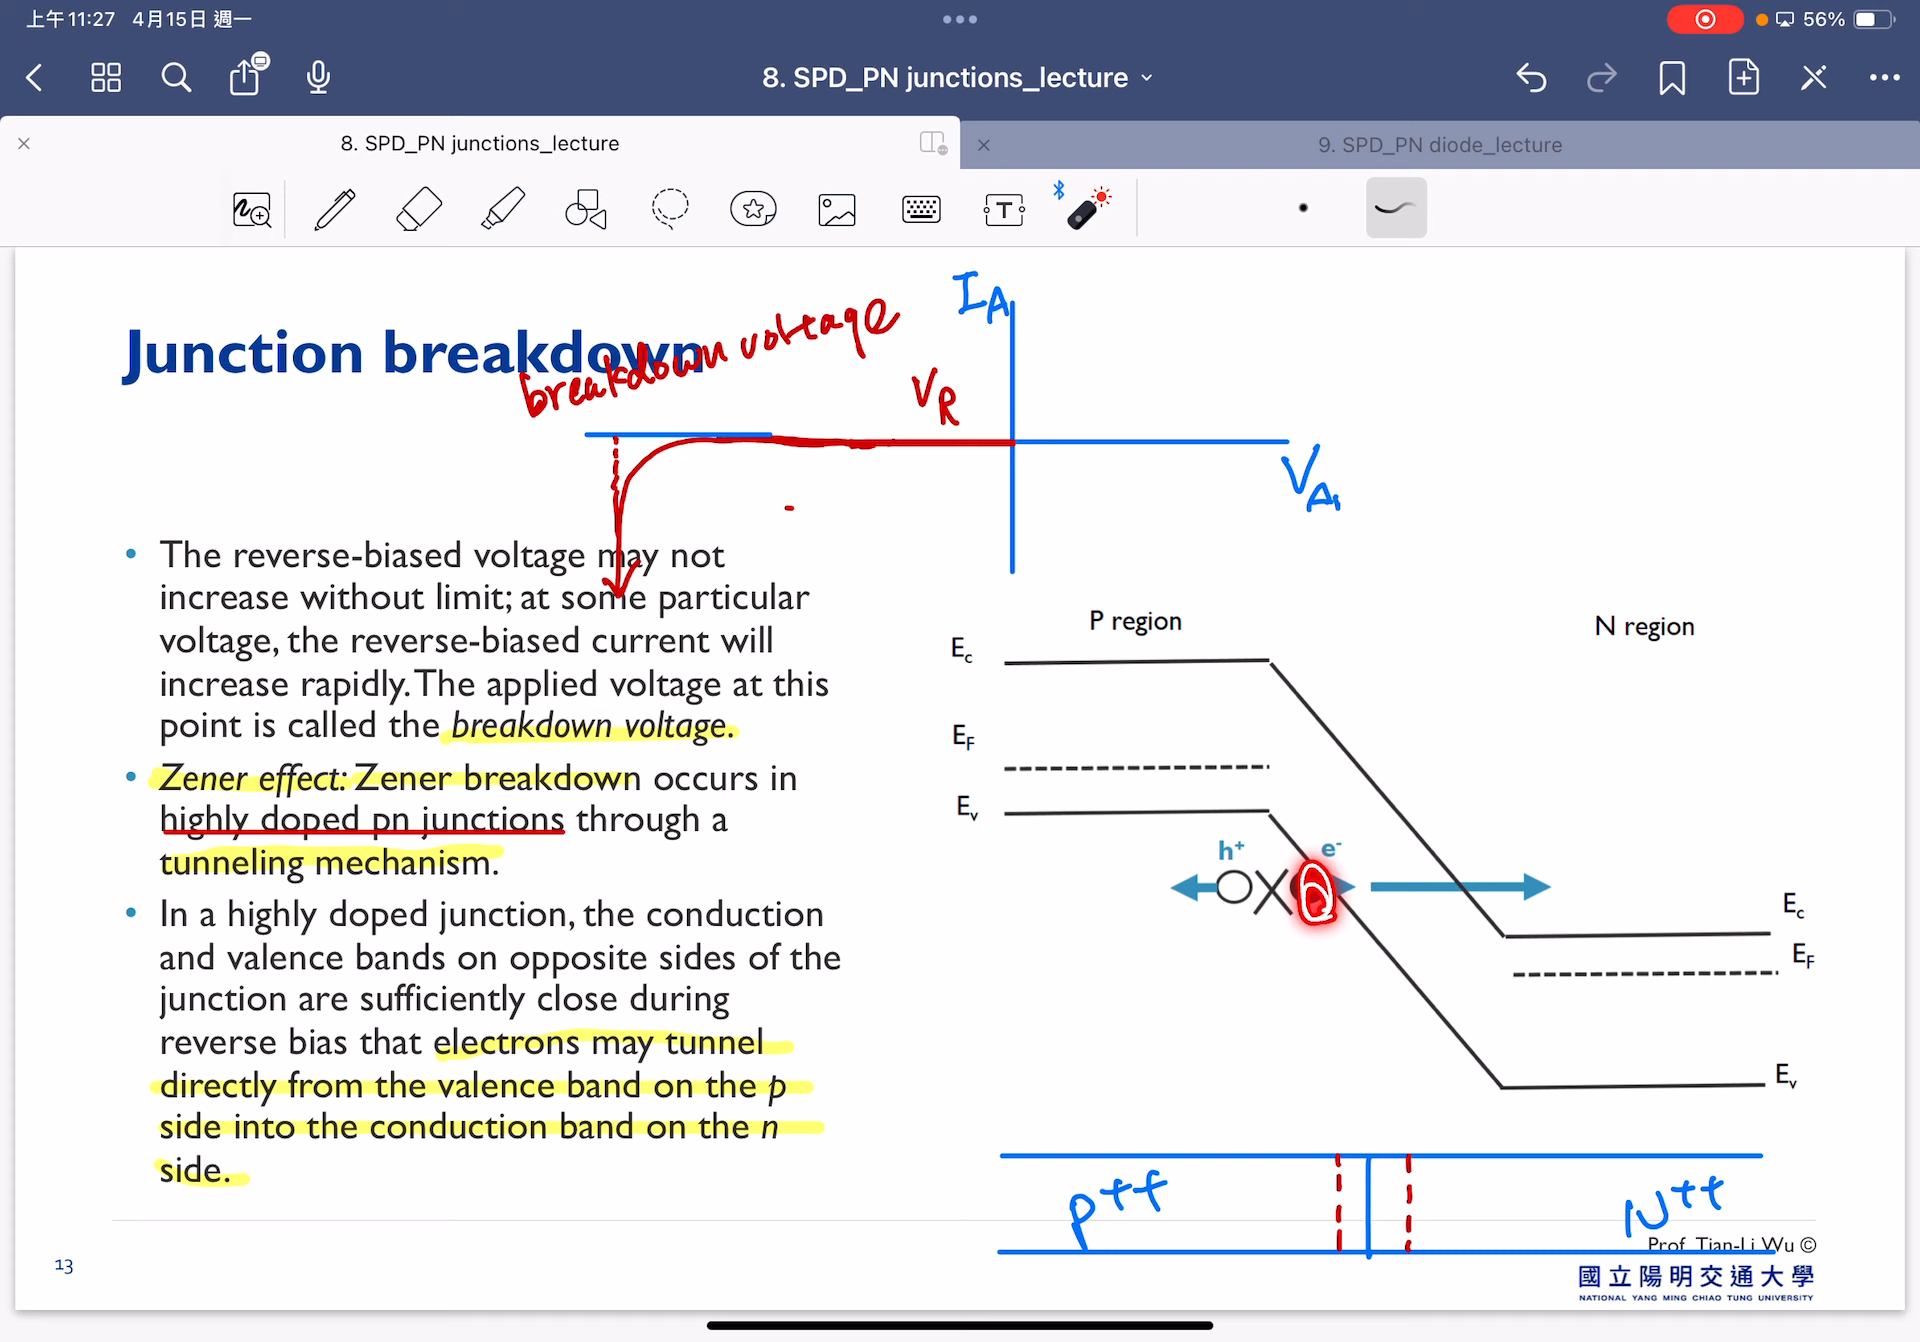 上午11:27 4月15日 週一
56%
8. SPD_PN junctions_lecture
8. SPD_PN junctions_lecture
9. SPD_PN diode_lecture
T
Junction breakdown
breakdown voltage
I_A
V_R
V_A
• The reverse-biased voltage may not
increase without limit; at some particular
voltage, the reverse-biased current will
increase rapidly. The applied voltage at this
point is called the breakdown voltage.
• Zener effect: Zener breakdown occurs in
highly doped pn junctions through a
tunneling mechanism.
• In a highly doped junction, the conduction
and valence bands on opposite sides of the
junction are sufficiently close during
reverse bias that electrons may tunnel
directly from the valence band on the p
side into the conduction band on the n
side.
P region
N region
Ec
EF
Ev
h+
e-
Ec
EF
Ev
P++
N++
13
Prof. Tian-Li Wu ©
國立陽明交通大學
NATIONAL YANG MING CHIAO TUNG UNIVERSITY